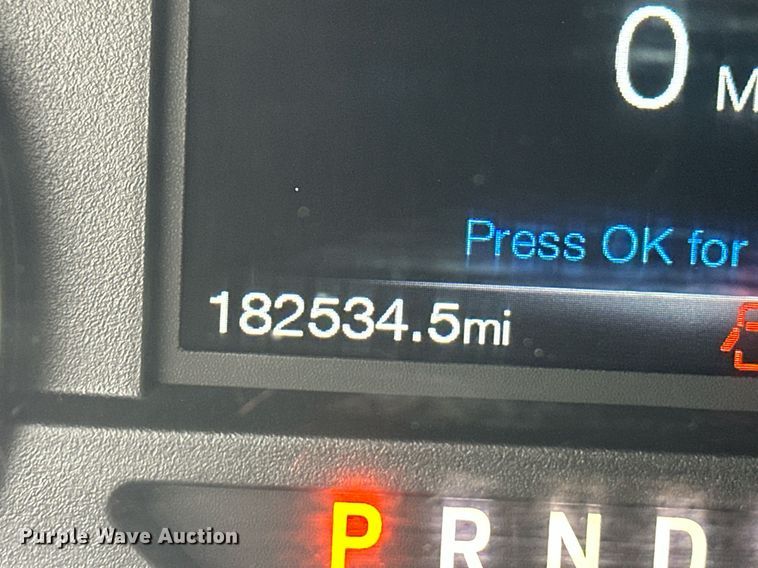 0 M
Press OK for
182534.5mi
P R N D
Purple Wave Auction